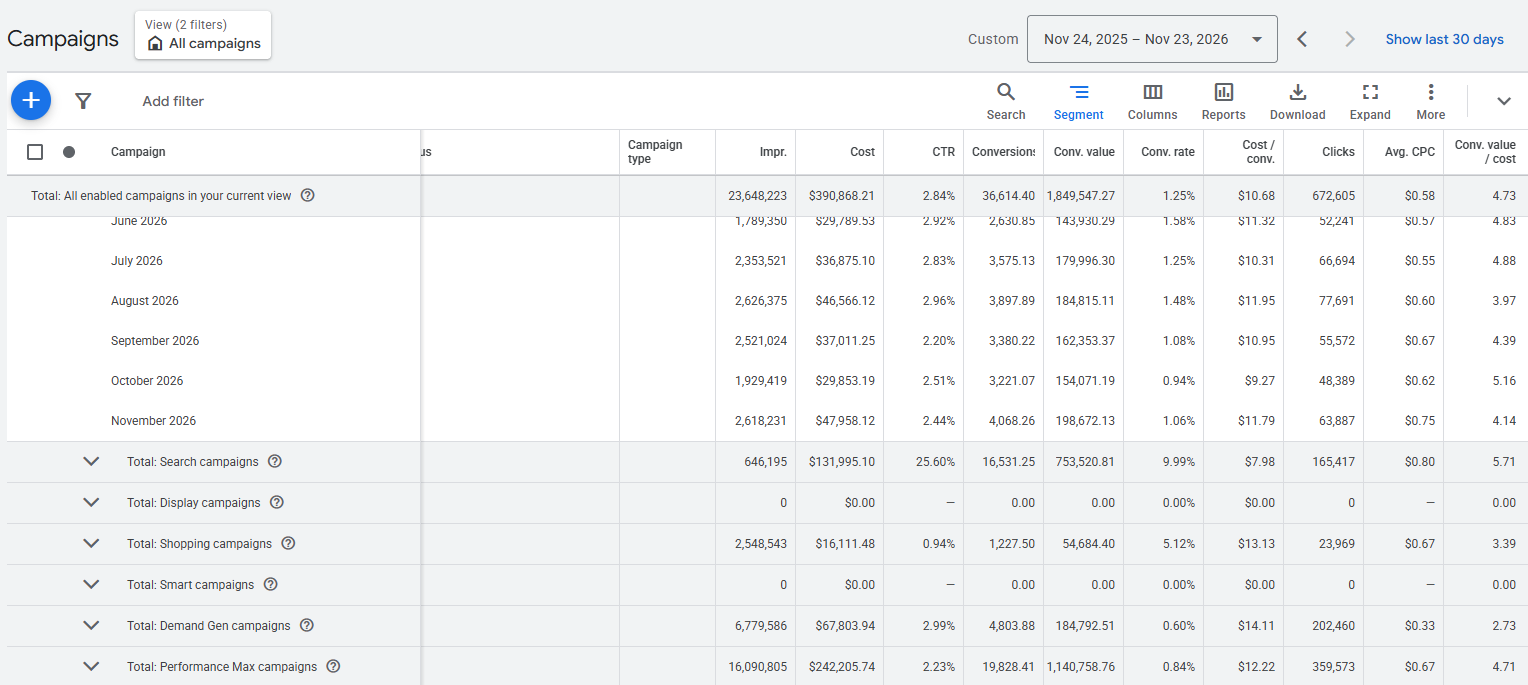 Campaigns
View (2 filters)
All campaigns
Custom
Nov 24, 2025 – Nov 23, 2026
Show last 30 days
Add filter
Search
Segment
Columns
Reports
Download
Expand
More
Campaign us Campaign type Impr. Cost CTR Conversions Conv. value Conv. rate Cost / conv. Clicks Avg. CPC Conv. value / cost
Total: All enabled campaigns in your current view 23,648,223 $390,868.21 2.84% 36,614.40 1,849,547.27 1.25% $10.68 672,605 $0.58 4.73
June 2026 1,789,350 $29,789.53 2.92% 2,630.85 143,930.29 1.58% $11.32 52,241 $0.57 4.83
July 2026 2,353,521 $36,875.10 2.83% 3,575.13 179,996.30 1.25% $10.31 66,694 $0.55 4.88
August 2026 2,626,375 $46,566.12 2.96% 3,897.89 184,815.11 1.48% $11.95 77,691 $0.60 3.97
September 2026 2,521,024 $37,011.25 2.20% 3,380.22 162,353.37 1.08% $10.95 55,572 $0.67 4.39
October 2026 1,929,419 $29,853.19 2.51% 3,221.07 154,071.19 0.94% $9.27 48,389 $0.62 5.16
November 2026 2,618,231 $47,958.12 2.44% 4,068.26 198,672.13 1.06% $11.79 63,887 $0.75 4.14
Total: Search campaigns 646,195 $131,995.10 25.60% 16,531.25 753,520.81 9.99% $7.98 165,417 $0.80 5.71
Total: Display campaigns 0 $0.00 — 0.00 0.00 0.00% $0.00 0 — 0.00
Total: Shopping campaigns 2,548,543 $16,111.48 0.94% 1,227.50 54,684.40 5.12% $13.13 23,969 $0.67 3.39
Total: Smart campaigns 0 $0.00 — 0.00 0.00 0.00% $0.00 0 — 0.00
Total: Demand Gen campaigns 6,779,586 $67,803.94 2.99% 4,803.88 184,792.51 0.60% $14.11 202,460 $0.33 2.73
Total: Performance Max campaigns 16,090,805 $242,205.74 2.23% 19,828.41 1,140,758.76 0.84% $12.22 359,573 $0.67 4.71